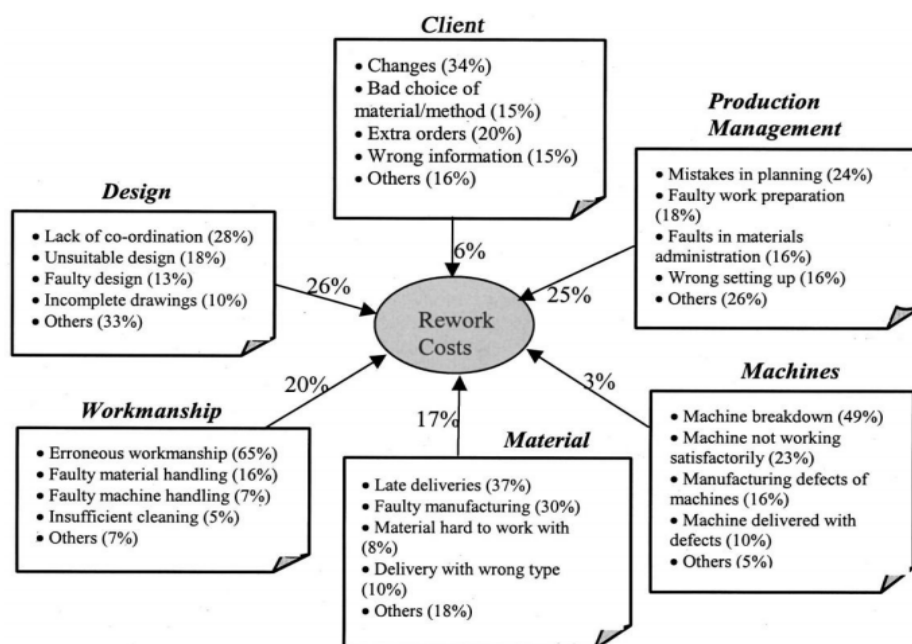 Client
• Changes (34%)
• Bad choice of
material/method (15%)
• Extra orders (20%)
• Wrong information (15%)
• Others (16%)
6%
Production
Management
• Mistakes in planning (24%)
• Faulty work preparation
(18%)
• Faults in materials
administration (16%)
• Wrong setting up (16%)
• Others (26%)
25%
Design
• Lack of co-ordination (28%)
• Unsuitable design (18%)
• Faulty design (13%)
• Incomplete drawings (10%)
• Others (33%)
26%
Rework
Costs
Workmanship
• Erroneous workmanship (65%)
• Faulty material handling (16%)
• Faulty machine handling (7%)
• Insufficient cleaning (5%)
• Others (7%)
20%
Material
• Late deliveries (37%)
• Faulty manufacturing (30%)
• Material hard to work with
(8%)
• Delivery with wrong type
(10%)
• Others (18%)
17%
Machines
• Machine breakdown (49%)
• Machine not working
satisfactorily (23%)
• Manufacturing defects of
machines (16%)
• Machine delivered with
defects (10%)
• Others (5%)
3%